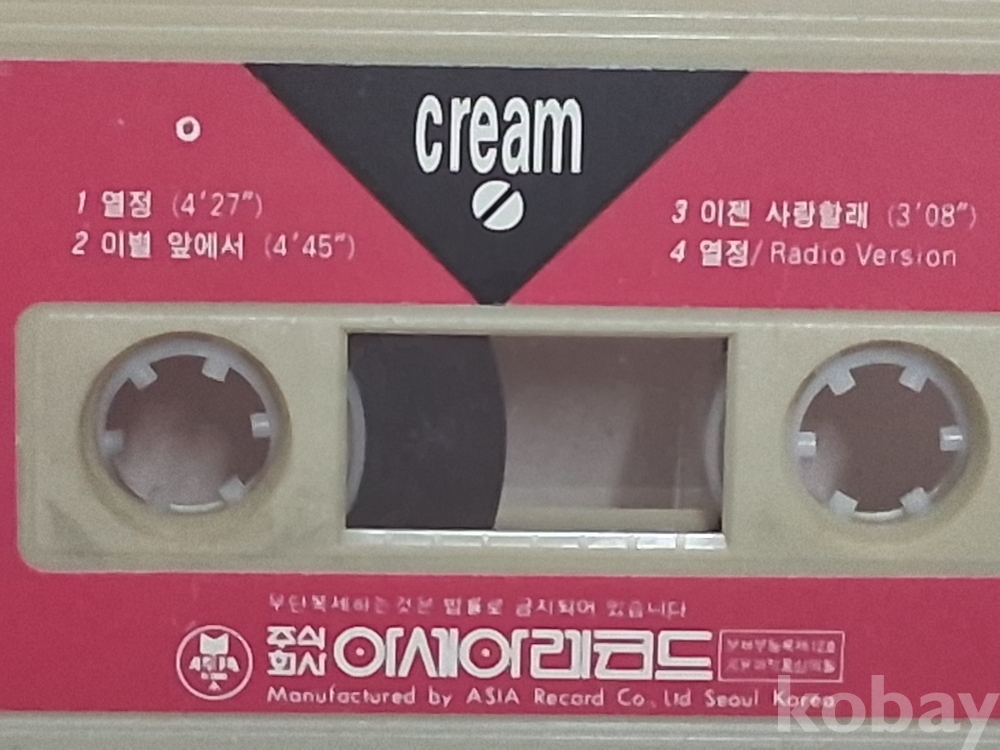 cream
1 열정 (4'27")
2 이별 앞에서 (4'45")
3 이젠 사랑할래 (3'08")
4 열정/Radio Version
무단복제하는것은 법률로 금지되어 있습니다
ASIA
주식회사 아세아레코드
Manufactured by ASIA Record Co., Ltd Seoul Korea
kobay